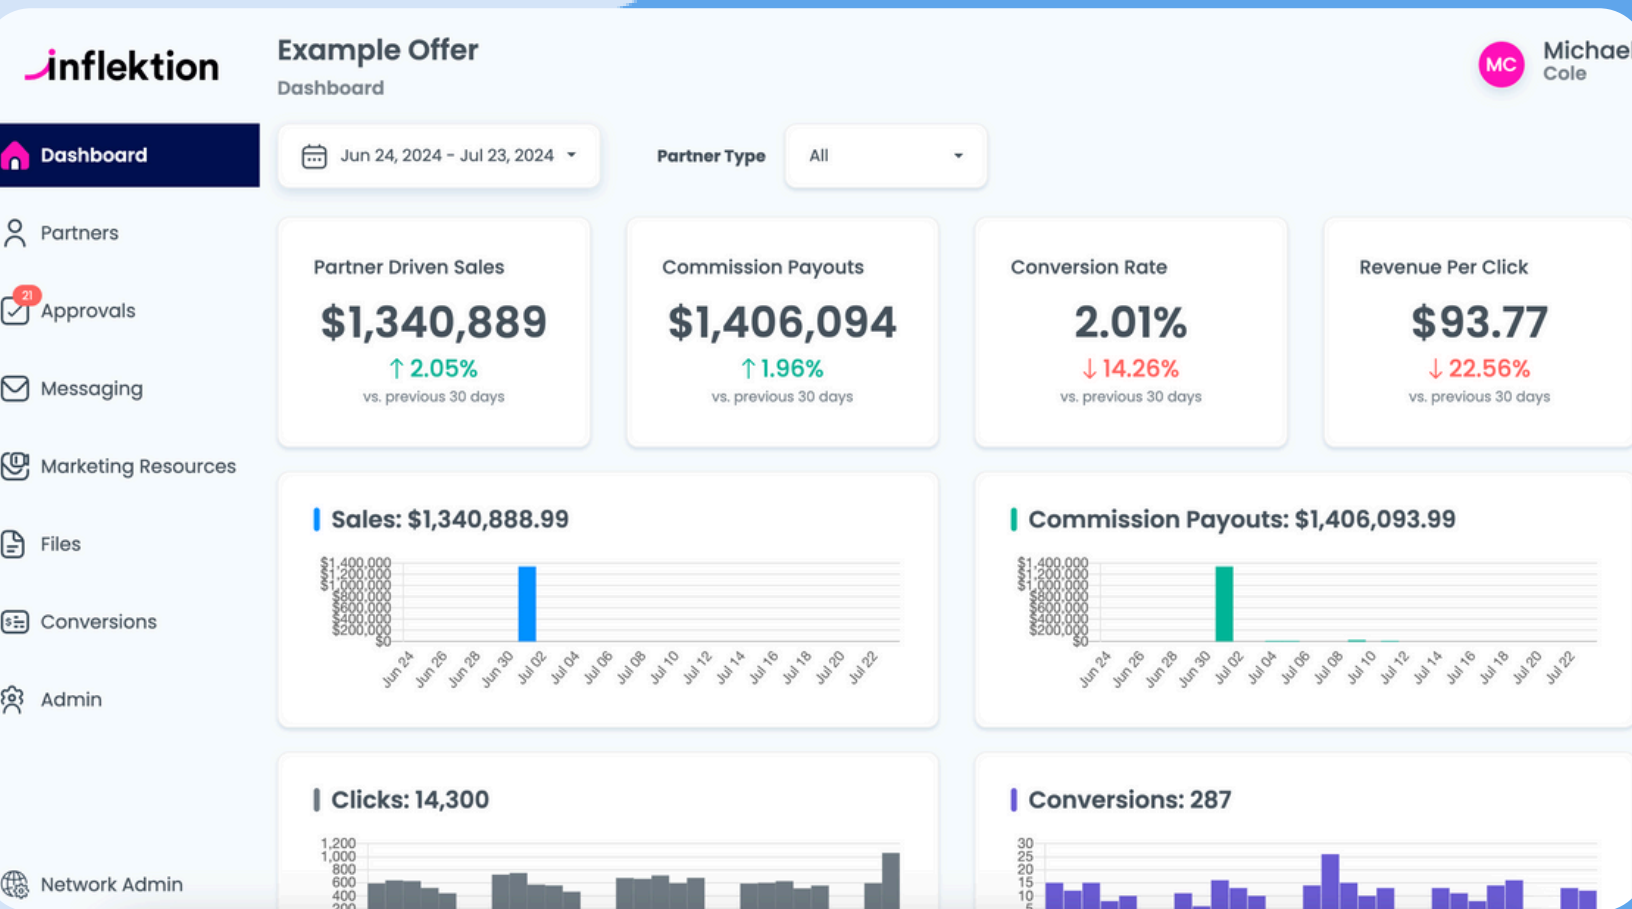 inflektion
Example Offer
Dashboard
MC
Michael
Cole
Dashboard
Partners
21
Approvals
Messaging
Marketing Resources
Files
Conversions
Admin
Network Admin
Jun 24, 2024 - Jul 23, 2024
Partner Type
All
Partner Driven Sales
$1,340,889
↑ 2.05%
vs. previous 30 days
Commission Payouts
$1,406,094
↑ 1.96%
vs. previous 30 days
Conversion Rate
2.01%
↓ 14.26%
vs. previous 30 days
Revenue Per Click
$93.77
↓ 22.56%
vs. previous 30 days
Sales: $1,340,888.99
$1,400,000
$1,200,000
$1,000,000
$800,000
$600,000
$400,000
$200,000
$0
Jun 24 Jun 26 Jun 28 Jun 30 Jul 02 Jul 04 Jul 06 Jul 08 Jul 10 Jul 12 Jul 14 Jul 16 Jul 18 Jul 20 Jul 22
Commission Payouts: $1,406,093.99
$1,400,000
$1,200,000
$1,000,000
$800,000
$600,000
$400,000
$200,000
$0
Jun 24 Jun 26 Jun 28 Jun 30 Jul 02 Jul 04 Jul 06 Jul 08 Jul 10 Jul 12 Jul 14 Jul 16 Jul 18 Jul 20 Jul 22
Clicks: 14,300
1,200
1,000
800
600
400
200
Conversions: 287
30
25
20
15
10
5